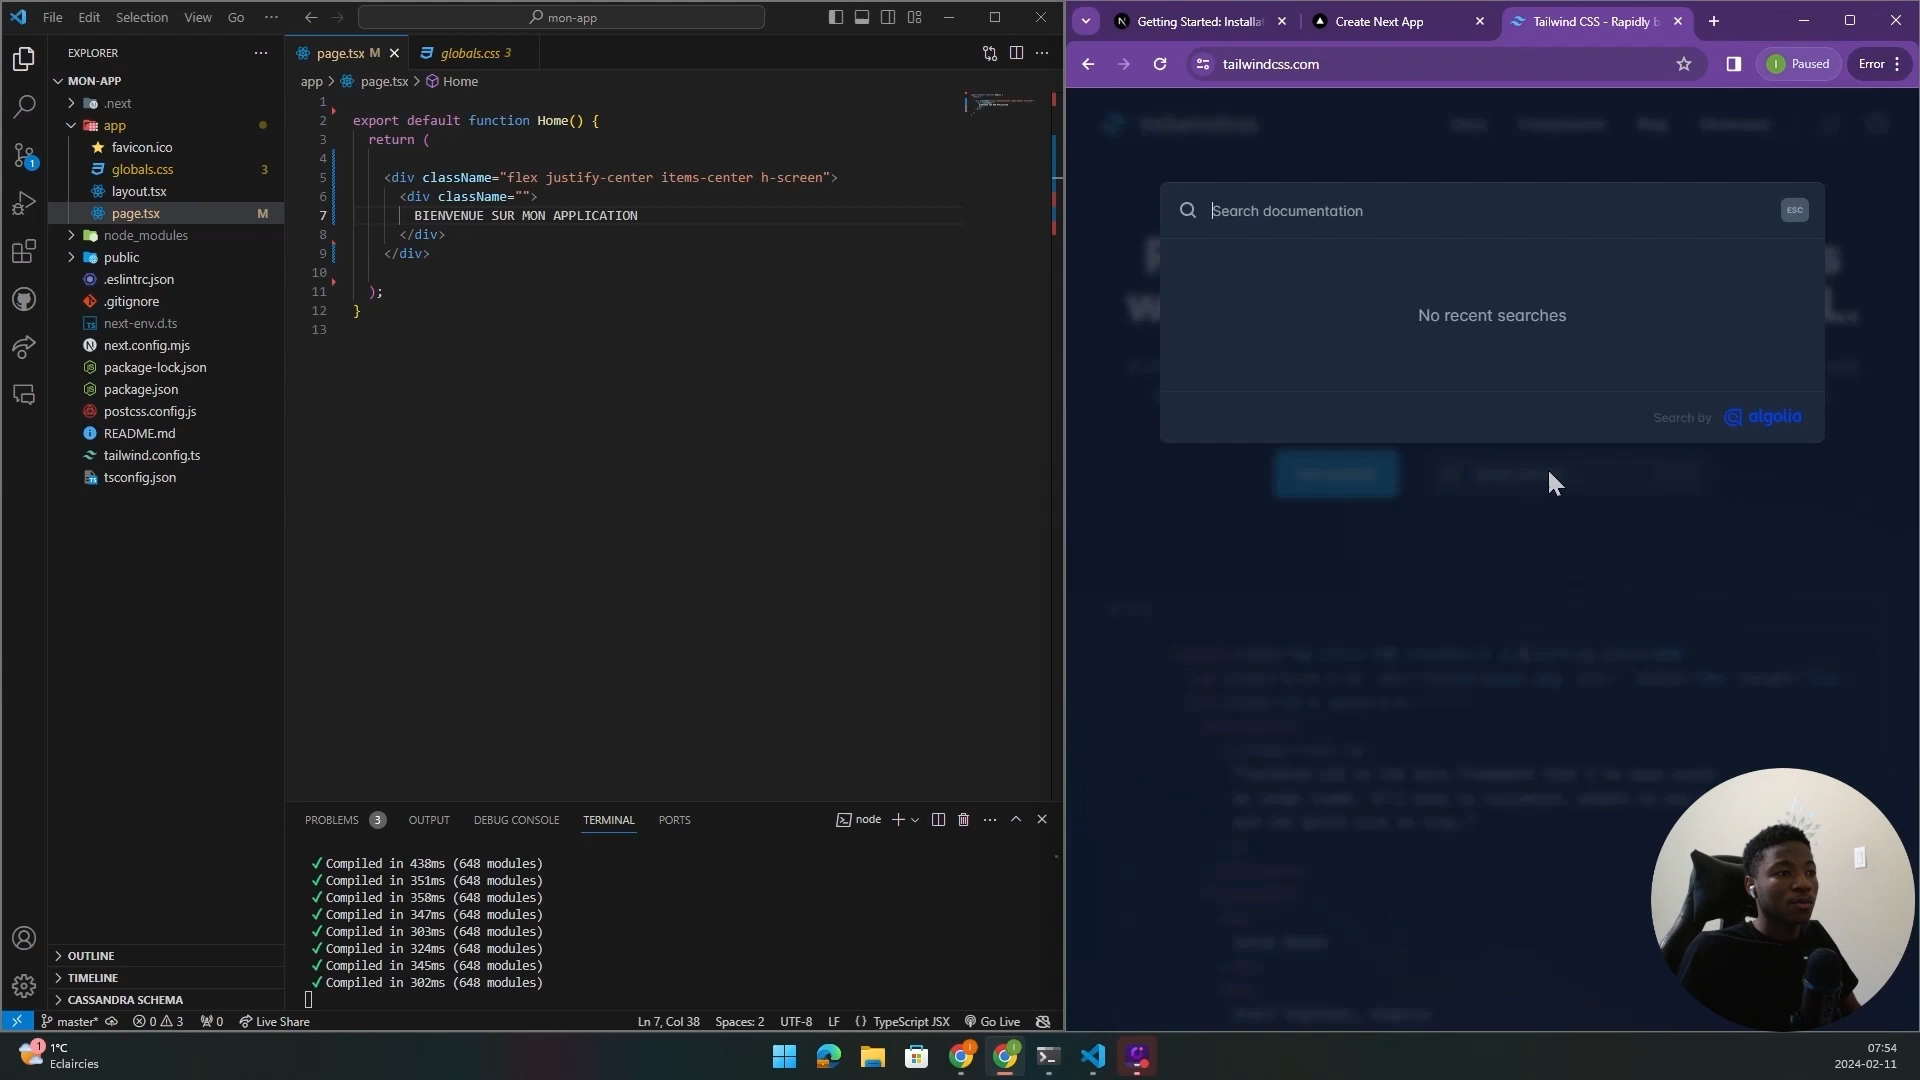 File Edit Selection View Go
mon-app
EXPLORER
MON-APP
.next
app
favicon.ico
globals.css 3
layout.tsx
page.tsx M
node_modules
public
.eslintrc.json
.gitignore
next-env.d.ts
next.config.mjs
package-lock.json
package.json
postcss.config.js
README.md
tailwind.config.ts
tsconfig.json
OUTLINE
TIMELINE
CASSANDRA SCHEMA
page.tsx M globals.css 3
app > page.tsx > Home
1
2 export default function Home() {
3 return (
4
5 <div className="flex justify-center items-center h-screen">
6 <div className="">
7 BIENVENUE SUR MON APPLICATION
8 </div>
9 </div>
10
11 );
12 }
13
PROBLEMS 3 OUTPUT DEBUG CONSOLE TERMINAL PORTS node
✓ Compiled in 438ms (648 modules)
✓ Compiled in 351ms (648 modules)
✓ Compiled in 358ms (648 modules)
✓ Compiled in 347ms (648 modules)
✓ Compiled in 303ms (648 modules)
✓ Compiled in 324ms (648 modules)
✓ Compiled in 345ms (648 modules)
✓ Compiled in 302ms (648 modules)
master* 0 3 0 Live Share Ln 7, Col 38 Spaces: 2 UTF-8 LF {} TypeScript JSX Go Live
Getting Started: Installat Create Next App Tailwind CSS - Rapidly b
tailwindcss.com Paused Error
Search documentation ESC
No recent searches
Search by algolia
1
1°C
Eclaircies
07:54
2024-02-11